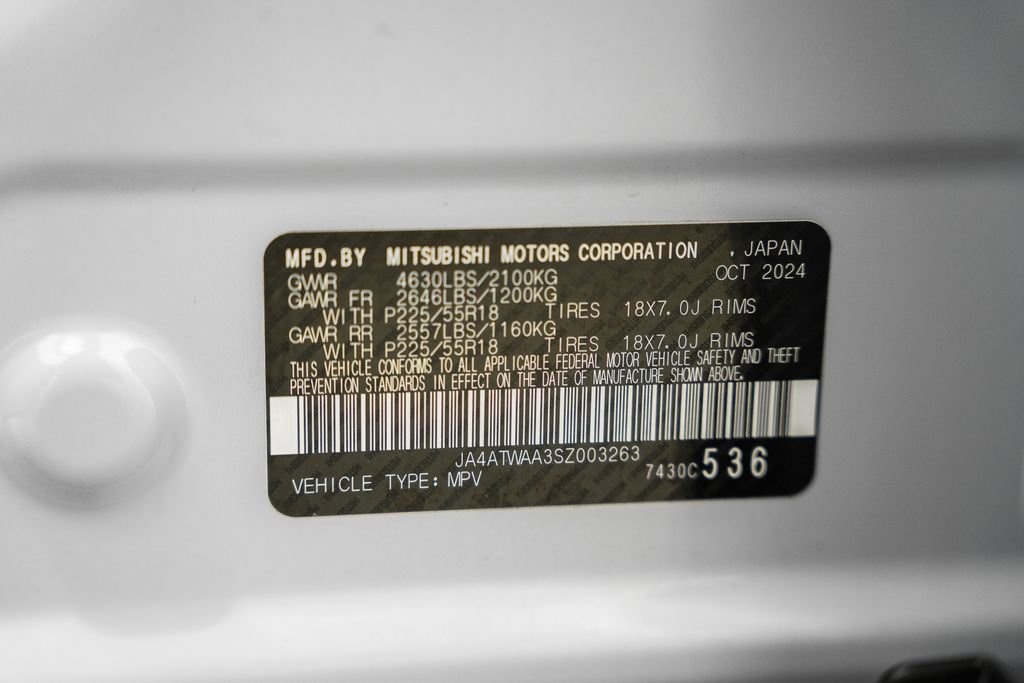 MFD.BY MITSUBISHI MOTORS CORPORATION , JAPAN
OCT 2024
GVWR 4630LBS/2100KG
GAWR FR 2646LBS/1200KG
WITH P225/55R18 TIRES 18X7.0J RIMS
GAWR RR 2557LBS/1160KG
WITH P225/55R18 TIRES 18X7.0J RIMS
THIS VEHICLE CONFORMS TO ALL APPLICABLE FEDERAL MOTOR VEHICLE SAFETY AND THEFT
PREVENTION STANDARDS IN EFFECT ON THE DATE OF MANUFACTURE SHOWN ABOVE.
JA4ATWAA3SZ003263
7430C536
VEHICLE TYPE: MPV